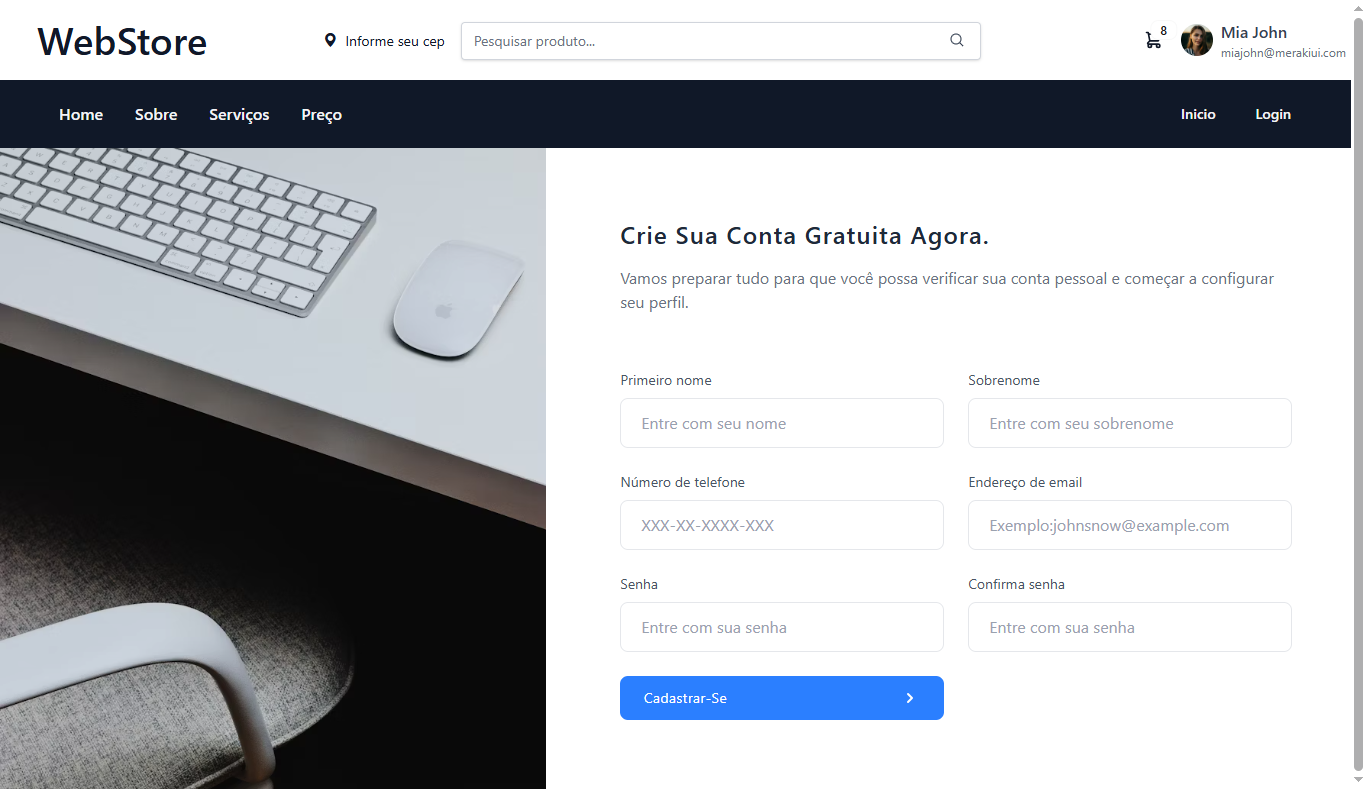 WebStore
Informe seu cep
Pesquisar produto...
8
Mia John
miajohn@merakiui.com
Home
Sobre
Serviços
Preço
Inicio
Login
Crie Sua Conta Gratuita Agora.
Vamos preparar tudo para que você possa verificar sua conta pessoal e começar a configurar
seu perfil.
Primeiro nome
Sobrenome
Entre com seu nome
Entre com seu sobrenome
Número de telefone
Endereço de email
XXX-XX-XXXX-XXX
Exemplo:johnsnow@example.com
Senha
Confirma senha
Entre com sua senha
Entre com sua senha
Cadastrar-Se